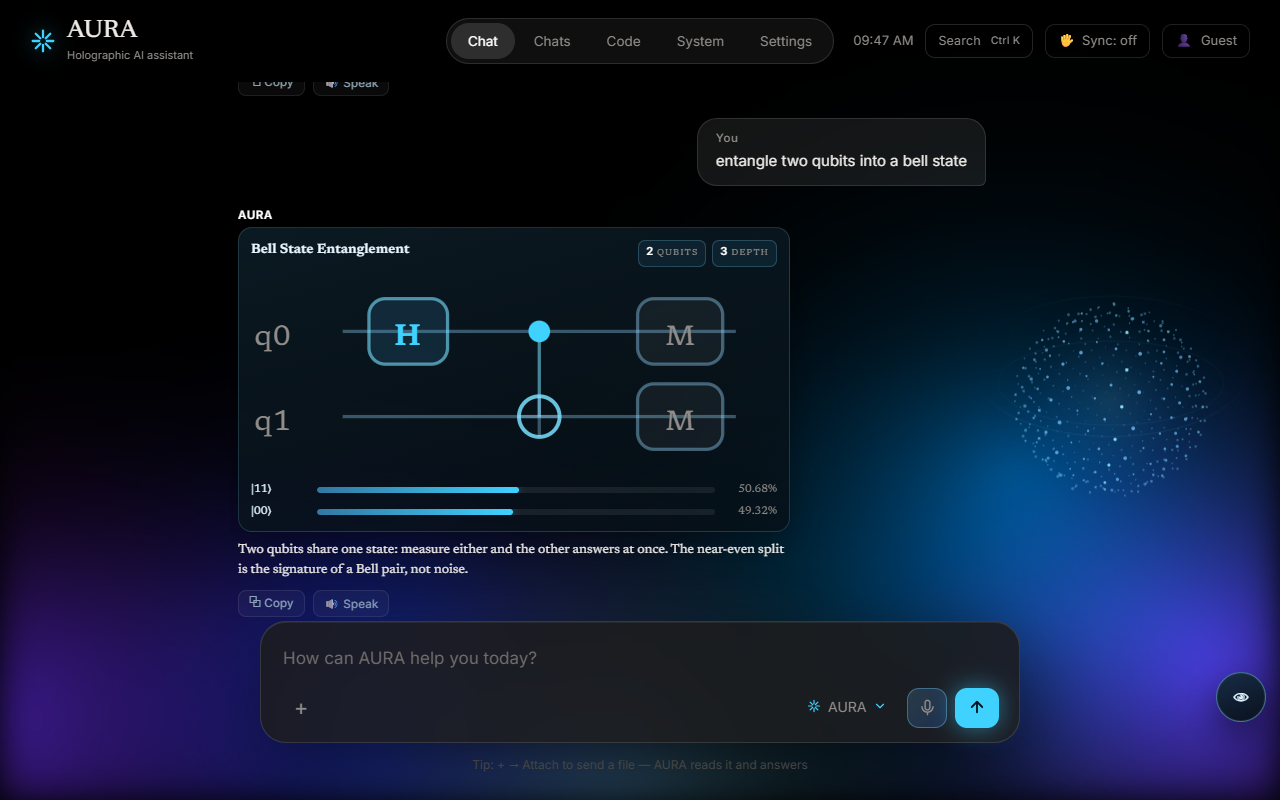 AURA
Holographic AI assistant
Chat
Chats
Code
System
Settings
09:47 AM
Search Ctrl K
Sync: off
Guest
Copy
Speak
You
entangle two qubits into a bell state
AURA
Bell State Entanglement
2 QUBITS
3 DEPTH
q0
H
M
q1
M
|11⟩
50.68%
|00⟩
49.32%
Two qubits share one state: measure either and the other answers at once. The near-even split
is the signature of a Bell pair, not noise.
Copy
Speak
How can AURA help you today?
+
AURA
Tip: + → Attach to send a file — AURA reads it and answers